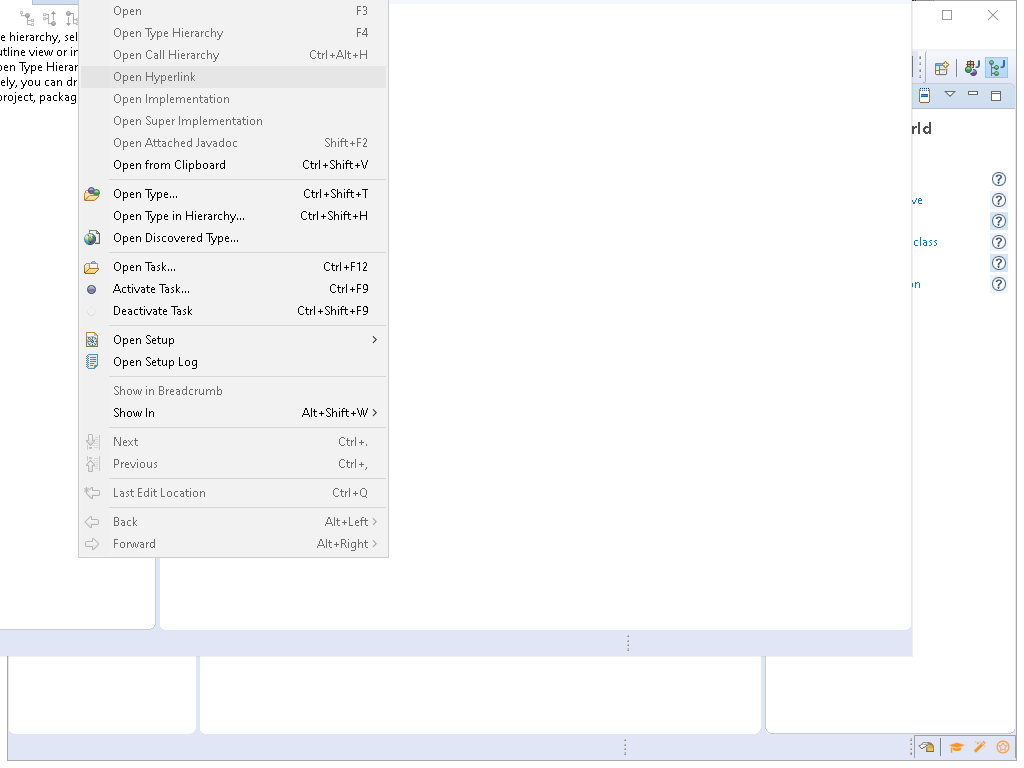 e hierarchy, sel
utline view or in
pen Type Hierar
ely, you can dr
project, packag
Open F3
Open Type Hierarchy F4
Open Call Hierarchy Ctrl+Alt+H
Open Hyperlink
Open Implementation
Open Super Implementation
Open Attached Javadoc Shift+F2
Open from Clipboard Ctrl+Shift+V
Open Type... Ctrl+Shift+T
Open Type in Hierarchy... Ctrl+Shift+H
Open Discovered Type...
Open Task... Ctrl+F12
Activate Task... Ctrl+F9
Deactivate Task Ctrl+Shift+F9
Open Setup
Open Setup Log
Show in Breadcrumb
Show In Alt+Shift+W
Next Ctrl+.
Previous Ctrl+,
Last Edit Location Ctrl+Q
Back Alt+Left
Forward Alt+Right
rld
ve
class
on